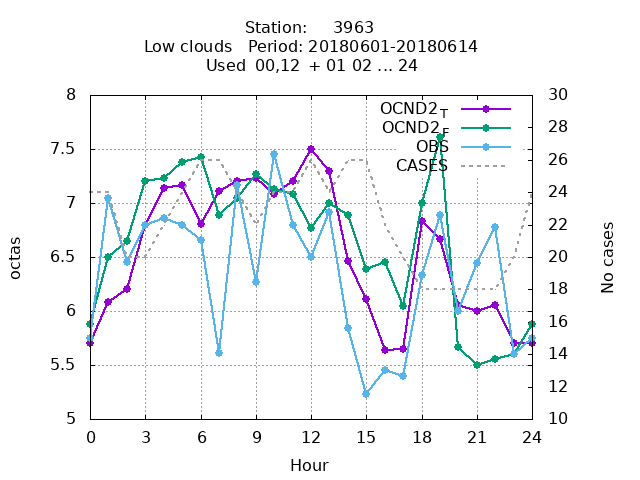 Station: 3963
Low clouds Period: 20180601-20180614
Used 00,12 + 01 02 ... 24
8
7.5
7
6.5
6
5.5
5
30
28
26
24
22
20
18
16
14
12
10
OCND2_T
OCND2_F
OBS
CASES
octas
No cases
0 3 6 9 12 15 18 21 24
Hour